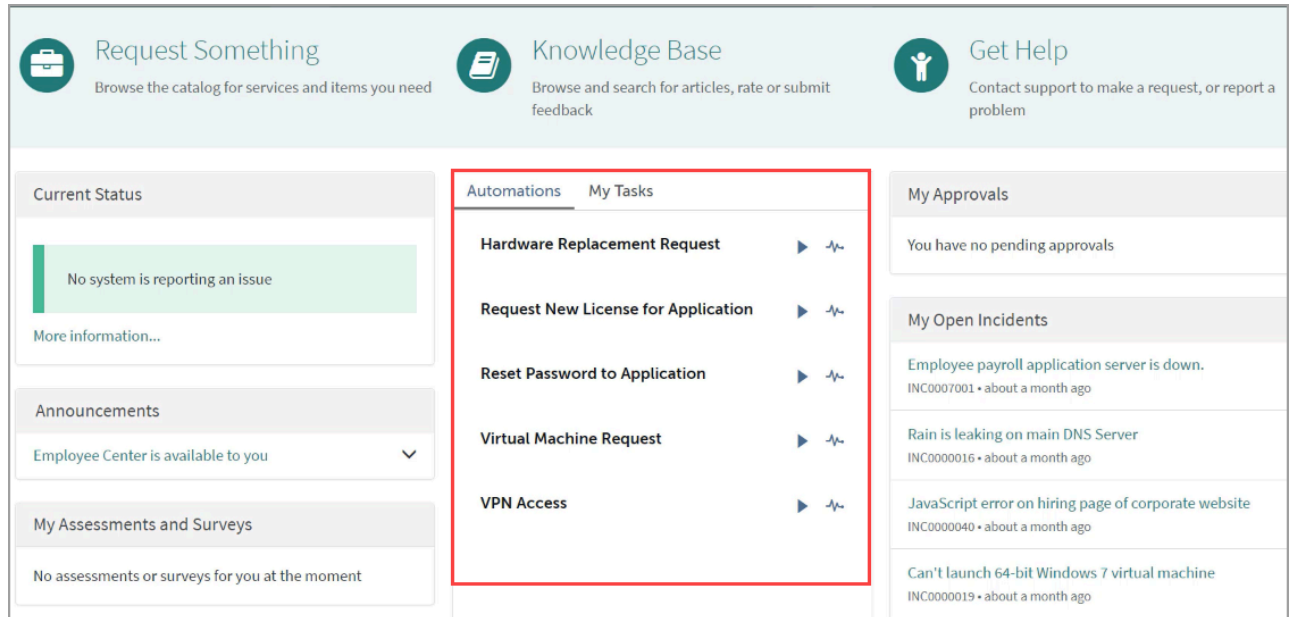 Request Something
Browse the catalog for services and items you need
Knowledge Base
Browse and search for articles, rate or submit
feedback
Get Help
Contact support to make a request, or report a
problem
Current Status
No system is reporting an issue
More information...
Announcements
Employee Center is available to you
My Assessments and Surveys
No assessments or surveys for you at the moment
Automations
My Tasks
Hardware Replacement Request
Request New License for Application
Reset Password to Application
Virtual Machine Request
VPN Access
My Approvals
You have no pending approvals
My Open Incidents
Employee payroll application server is down.
INC0007001 • about a month ago
Rain is leaking on main DNS Server
INC0000016 • about a month ago
JavaScript error on hiring page of corporate website
INC0000040 • about a month ago
Can't launch 64-bit Windows 7 virtual machine
INC0000019 • about a month ago